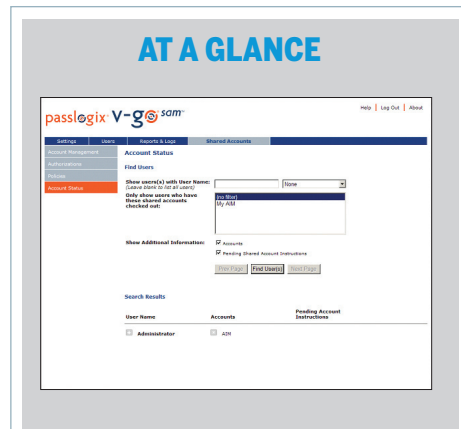 AT A GLANCE
passlogix v-go sam™
Help | Log Out | About
Settings Users Reports & Logs Shared Accounts
Account Management
Authorizations
Policies
Account Status
Account Status
Find Users
Show users(s) with User Name:
(Leave blank to list all users)
None
Only show users who have
these shared accounts
checked out:
(no filter)
My AIM
Show Additional Information:
Accounts
Pending Shared Account Instructions
Prev Page Find User(s) Next Page
Search Results
User Name Accounts Pending Account
Instructions
Administrator AIM